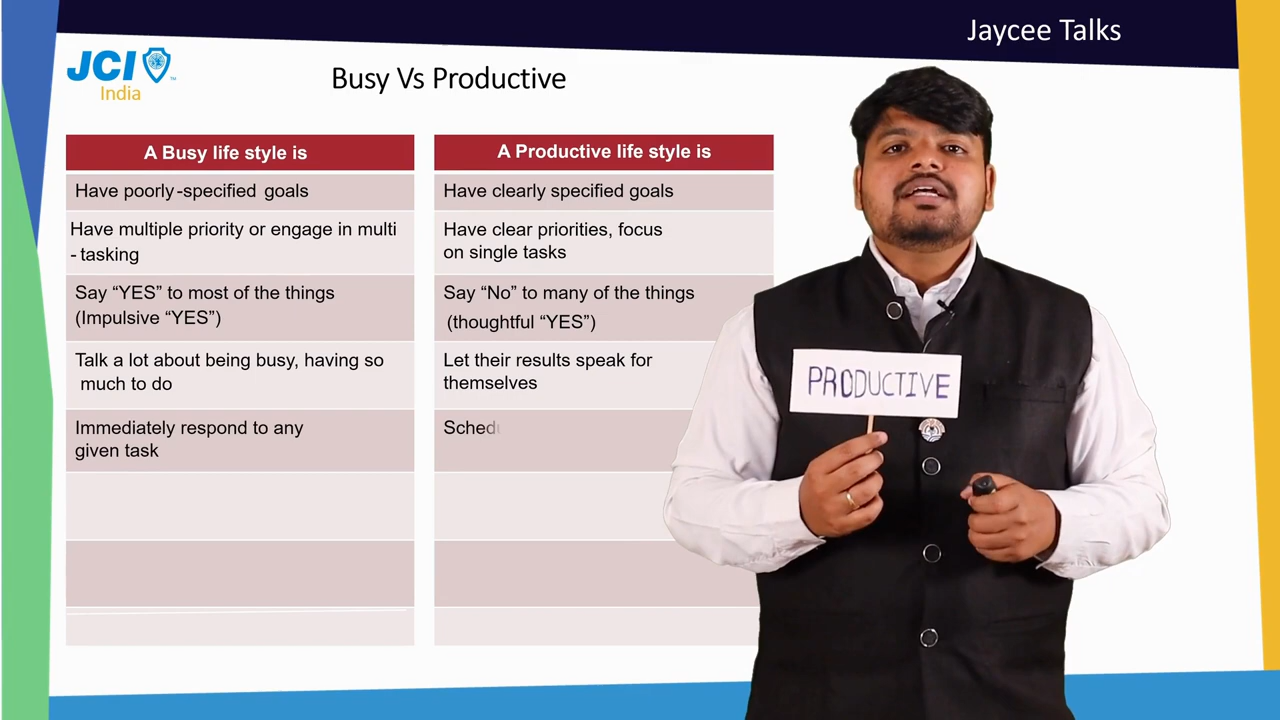 Jaycee Talks
JCI
India
Busy Vs Productive
A Busy life style is
A Productive life style is
Have poorly-specified goals
Have clearly specified goals
Have multiple priority or engage in multi
- tasking
Have clear priorities, focus
on single tasks
Say “YES” to most of the things
(Impulsive “YES”)
Say “No” to many of the things
(thoughtful “YES”)
Talk a lot about being busy, having so
much to do
Let their results speak for
themselves
Immediately respond to any
given task
Schedu
PRODUCTIVE